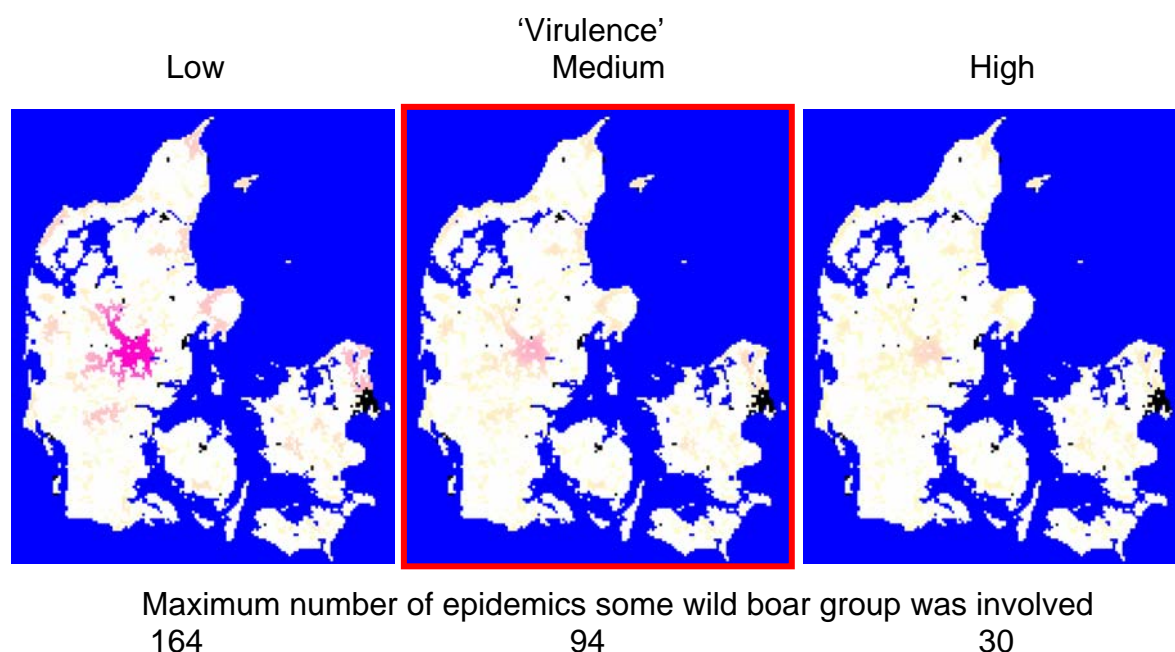 ‘Virulence’
Low Medium High
Maximum number of epidemics some wild boar group was involved
164 94 30